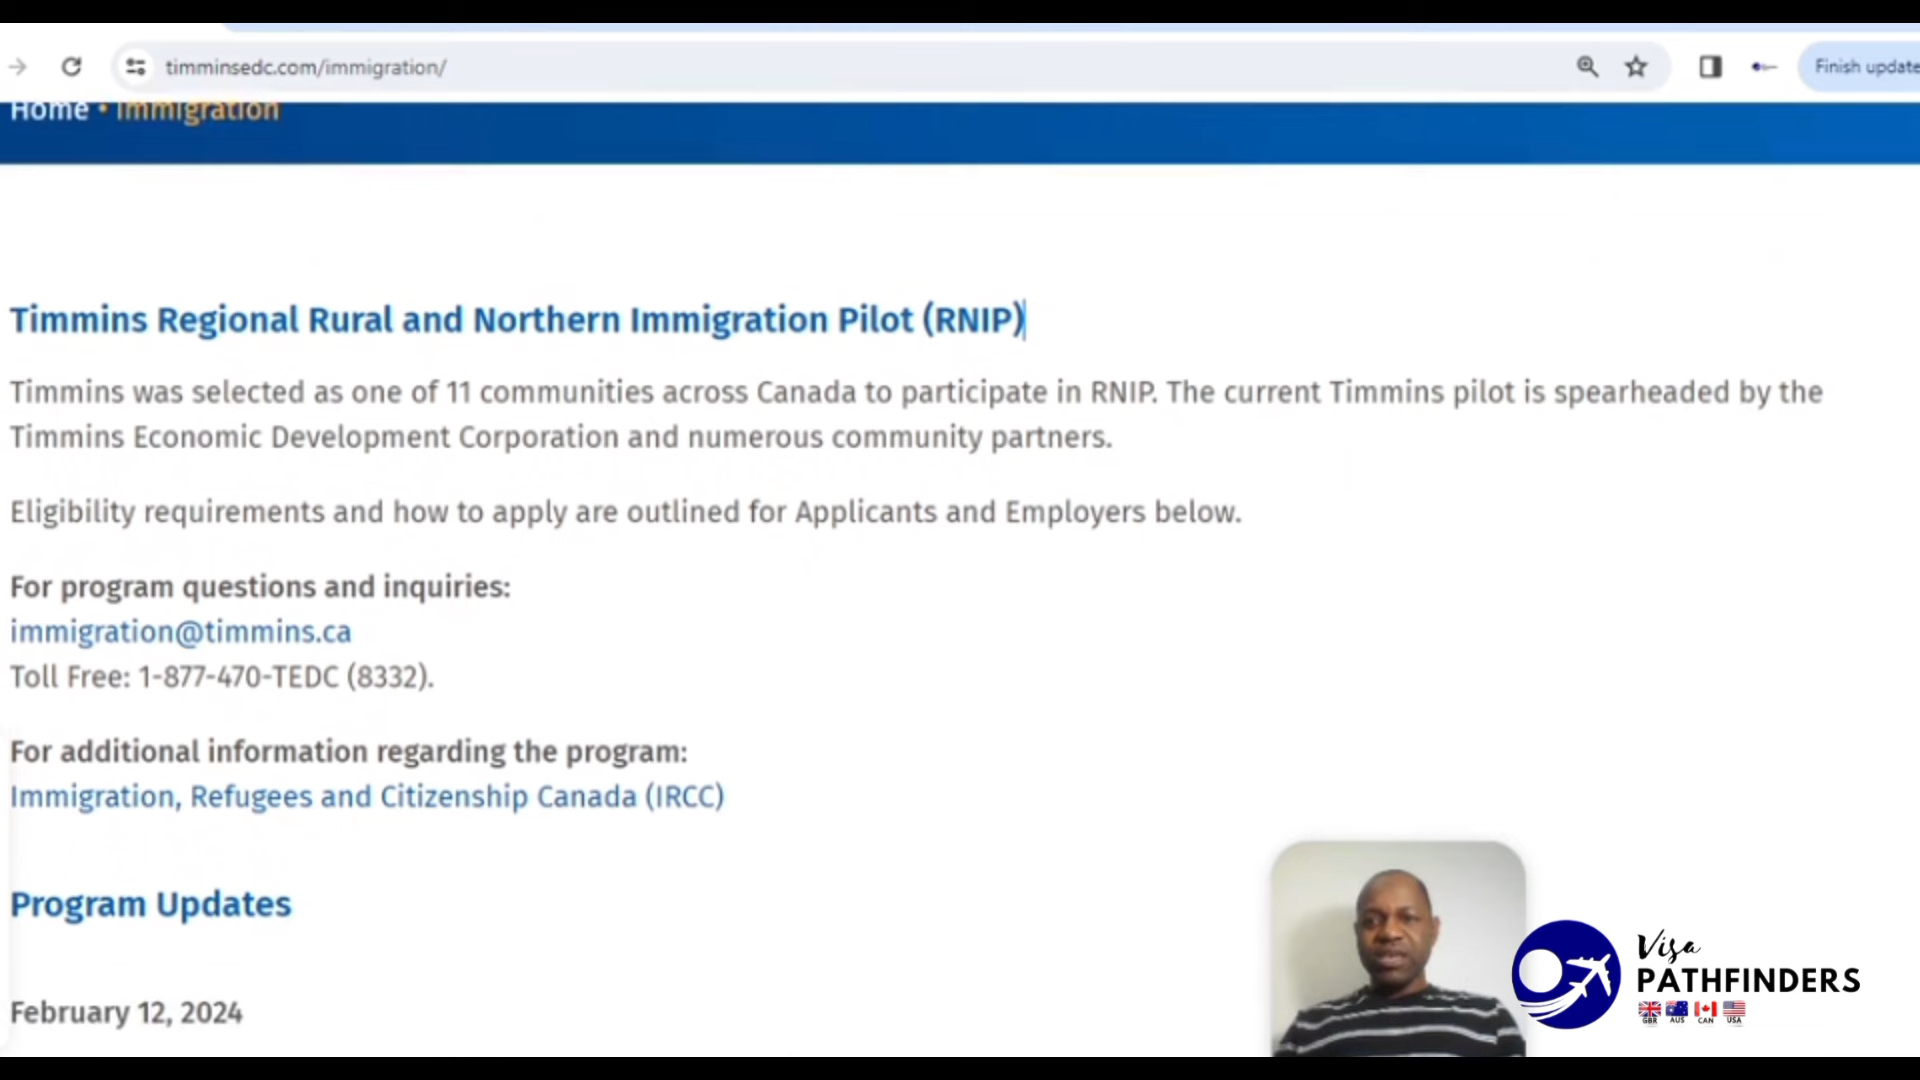 timminsedc.com/immigration/
Finish update
Home • Immigration
Timmins Regional Rural and Northern Immigration Pilot (RNIP)
Timmins was selected as one of 11 communities across Canada to participate in RNIP. The current Timmins pilot is spearheaded by the
Timmins Economic Development Corporation and numerous community partners.
Eligibility requirements and how to apply are outlined for Applicants and Employers below.
For program questions and inquiries:
immigration@timmins.ca
Toll Free: 1-877-470-TEDC (8332).
For additional information regarding the program:
Immigration, Refugees and Citizenship Canada (IRCC)
Program Updates
February 12, 2024
Visa
PATHFINDERS
GBR AUS CAN USA